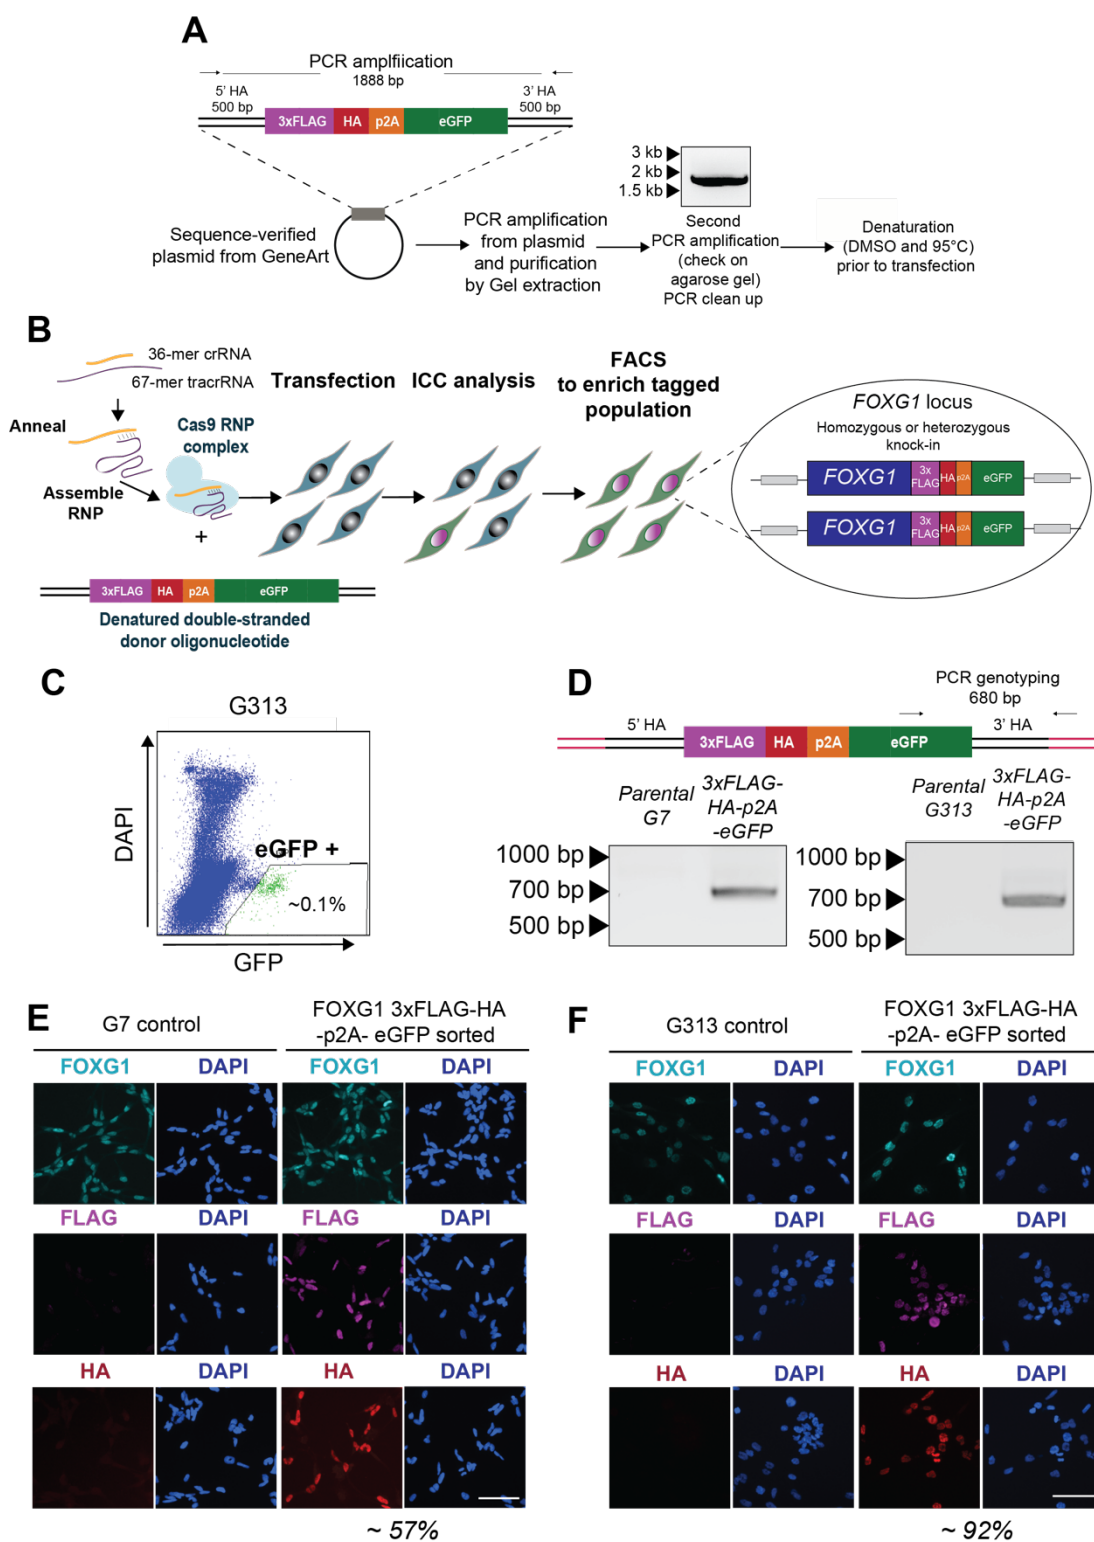 A
PCR amplfiication
1888 bp
5' HA
500 bp
3' HA
500 bp
3xFLAG
HA
p2A
eGFP
Sequence-verified
plasmid from GeneArt
PCR amplification
from plasmid
and purification
by Gel extraction
3 kb
2 kb
1.5 kb
Second
PCR amplification
(check on
agarose gel)
PCR clean up
Denaturation
(DMSO and 95°C)
prior to transfection
B
36-mer crRNA
67-mer tracrRNA
Anneal
Cas9 RNP
complex
Assemble
RNP
+
3xFLAG
HA
p2A
eGFP
Denatured double-stranded
donor oligonucleotide
Transfection
ICC analysis
FACS
to enrich tagged
population
FOXG1 locus
Homozygous or heterozygous
knock-in
FOXG1
3x
FLAG
HA
p2A
eGFP
FOXG1
3x
FLAG
HA
p2A
eGFP
C
G313
DAPI
eGFP +
~0.1%
GFP
D
PCR genotyping
680 bp
5' HA
3' HA
3xFLAG
HA
p2A
eGFP
Parental
G7
3xFLAG-
HA-p2A
-eGFP
1000 bp
700 bp
500 bp
Parental
G313
3xFLAG-
HA-p2A
-eGFP
1000 bp
700 bp
500 bp
E
G7 control
FOXG1 3xFLAG-HA
-p2A- eGFP sorted
FOXG1
DAPI
FOXG1
DAPI
FLAG
DAPI
FLAG
DAPI
HA
DAPI
HA
DAPI
~ 57%
F
G313 control
FOXG1 3xFLAG-HA
-p2A- eGFP sorted
FOXG1
DAPI
FOXG1
DAPI
FLAG
DAPI
FLAG
DAPI
HA
DAPI
HA
DAPI
~ 92%